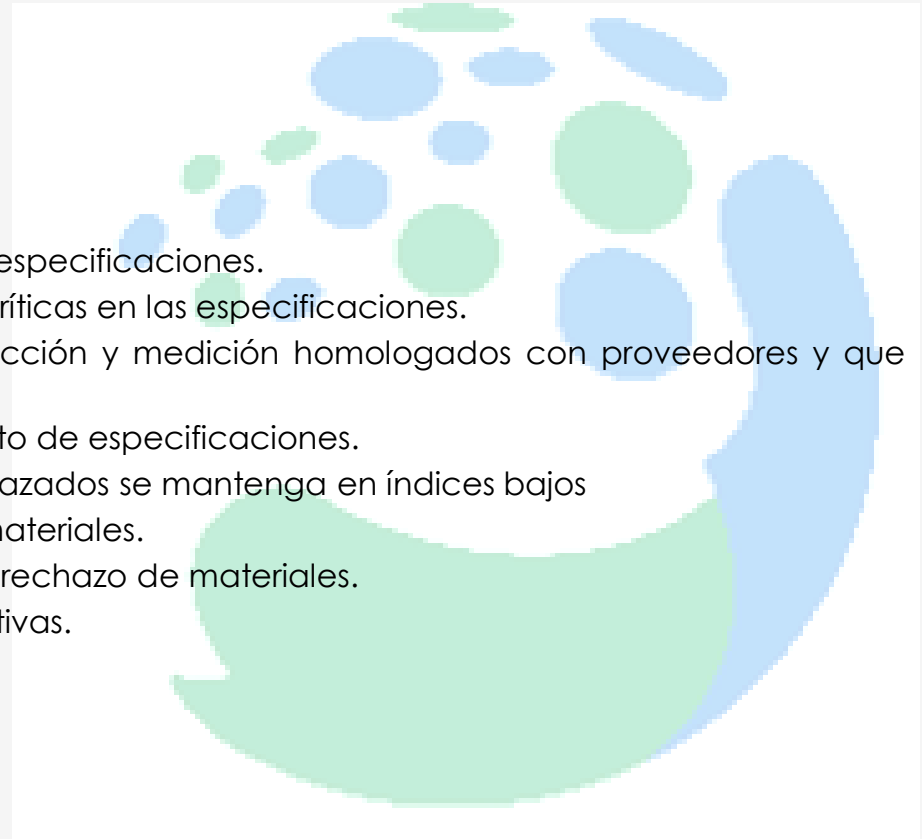 especificaciones.
ríticas en las especificaciones.
cción y medición homologados con proveedores y que
to de especificaciones.
azados se mantenga en índices bajos
materiales.
rechazo de materiales.
tivas.